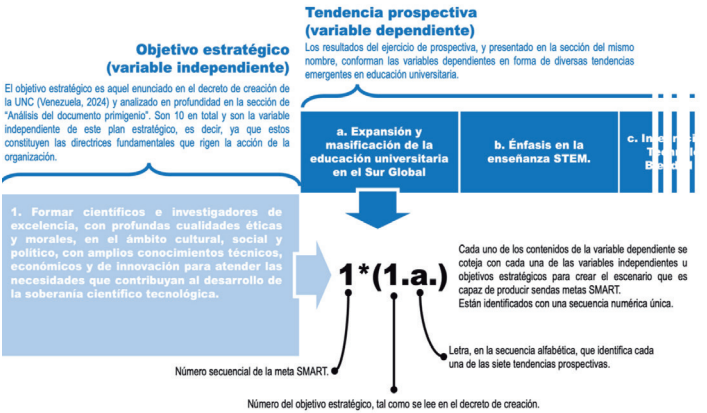 Tendencia prospectiva
(variable dependiente)
Los resultados del ejercicio de prospectiva, y presentado en la sección del mismo
nombre, conforman las variables dependientes en forma de diversas tendencias
emergentes en educación universitaria.
Objetivo estratégico
(variable independiente)
El objetivo estratégico es aquel enunciado en el decreto de creación de
la UNC (Venezuela, 2024) y analizado en profundidad en la sección de
“Análisis del documento primigenio”. Son 10 en total y son la variable
independiente de este plan estratégico, es decir, ya que estos
constituyen las directrices fundamentales que rigen la acción de la
organización.
a. Expansión y
masificación de la
educación universitaria
en el Sur Global
b. Énfasis en la
enseñanza STEM.
c.
1. Formar científicos e investigadores de
excelencia, con profundas cualidades éticas
y morales, en el ámbito cultural, social y
político, con amplios conocimientos técnicos,
económicos y de innovación para atender las
necesidades que contribuyan al desarrollo de
la soberanía científico tecnológica.
1*(1.a.)
Cada uno de los contenidos de la variable dependiente se
coteja con cada una de las variables independientes u
objetivos estratégicos para crear el escenario que es
capaz de producir sendas metas SMART.
Están identificados con una secuencia numérica única.
Letra, en la secuencia alfabética, que identifica cada
una de las siete tendencias prospectivas.
Número secuencial de la meta SMART.
Número del objetivo estratégico, tal como se lee en el decreto de creación.